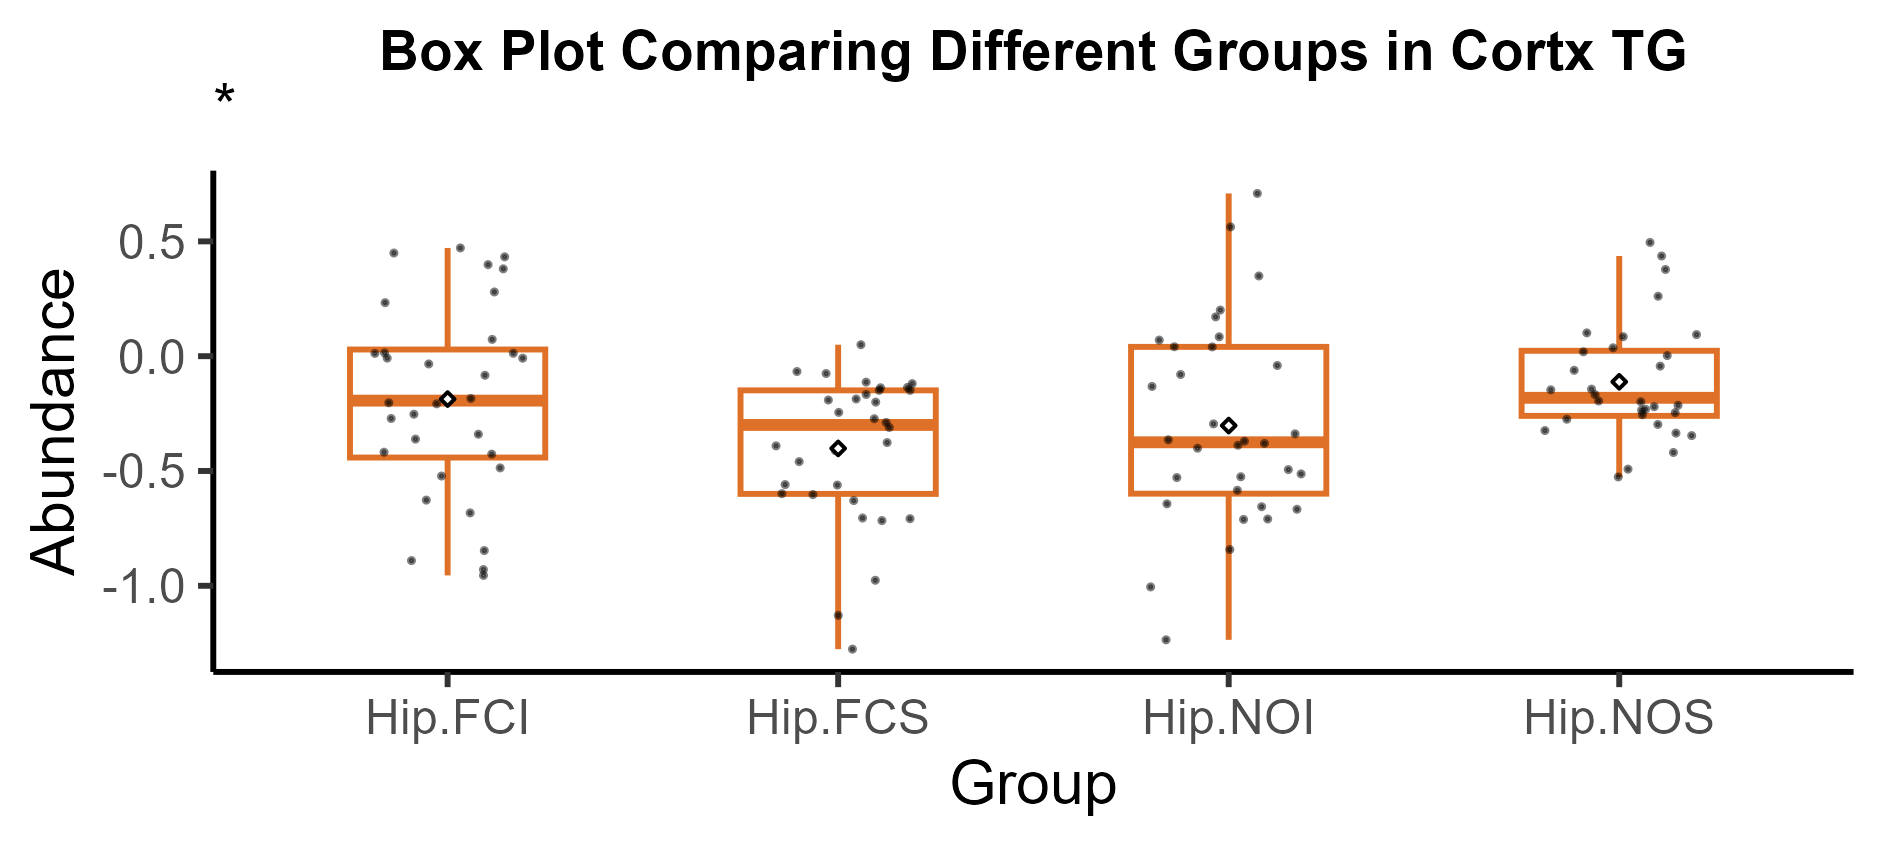 Box Plot Comparing Different Groups in Cortx TG
*
Abundance
0.5
0.0
-0.5
-1.0
Hip.FCI Hip.FCS Hip.NOI Hip.NOS
Group